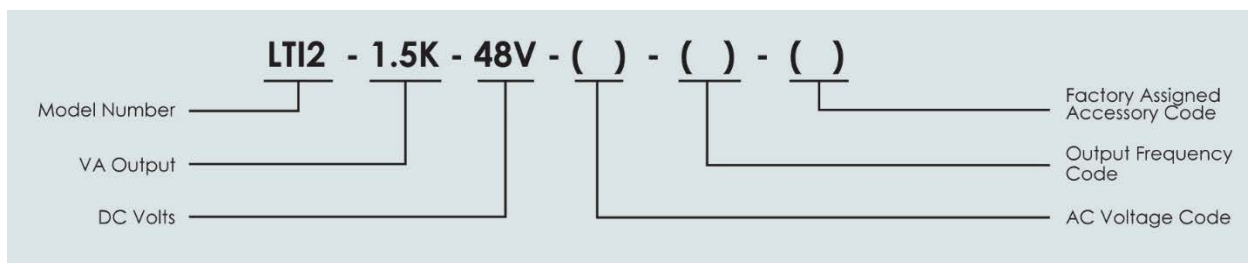 LTI2 - 1.5K - 48V - ( ) - ( ) - ( )
Model Number
VA Output
DC Volts
Factory Assigned
Accessory Code
Output Frequency
Code
AC Voltage Code